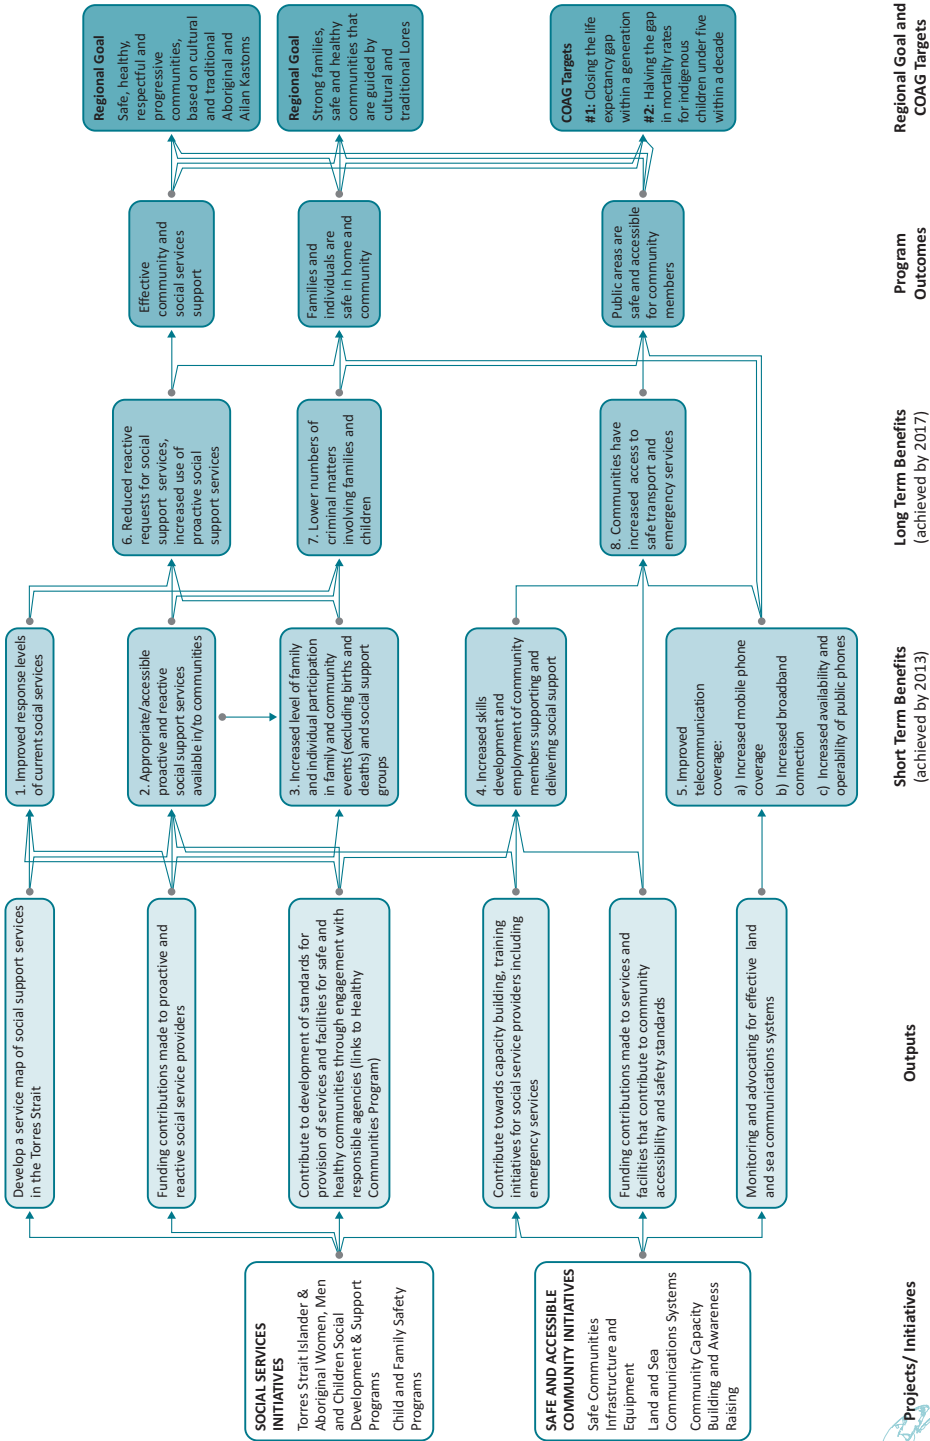 SOCIAL SERVICES
INITIATIVES
Torres Strait Islander &
Aboriginal Women, Men
and Children Social
Development & Support
Programs
Child and Family Safety
Programs
SAFE AND ACCESSIBLE
COMMUNITY INITIATIVES
Safe Communities
Infrastructure and
Equipment
Land and Sea
Communications Systems
Community Capacity
Building and Awareness
Raising
Projects/ Initiatives
Develop a service map of social support services
in the Torres Strait
Funding contributions made to proactive and
reactive social service providers
Contribute to development of standards for
provision of services and facilities for safe and
healthy communities through engagement with
responsible agencies (links to Healthy
Communities Program)
Contribute towards capacity building, training
initiatives for social service providers including
emergency services
Funding contributions made to services and
facilities that contribute to community
accessibility and safety standards
Monitoring and advocating for effective land
and sea communications systems
Outputs
1. Improved response levels
of current social services
2. Appropriate/accessible
proactive and reactive
social support services
available in/to communities
3. Increased level of family
and individual participation
in family and community
events (excluding births and
deaths) and social support
groups
4. Increased skills
development and
employment of community
members supporting and
delivering social support
5. Improved
telecommunication
coverage:
a) Increased mobile phone
coverage
b) Increased broadband
connection
c) Increased availability and
operability of public phones
Short Term Benefits
(achieved by 2013)
6. Reduced reactive
requests for social
support services,
increased use of
proactive social
support services
7. Lower numbers of
criminal matters
involving families and
children
8. Communities have
increased access to
safe transport and
emergency services
Long Term Benefits
(achieved by 2017)
Effective
community and
social services
support
Families and
individuals are
safe in home and
community
Public areas are
safe and accessible
for community
members
Program
Outcomes
Regional Goal
Safe, healthy,
respectful and
progressive
communities,
based on cultural
and traditional
Aboriginal and
Ailan Kastoms
Regional Goal
Strong families,
safe and healthy
communities that
are guided by
cultural and
traditional Lores
COAG Targets
#1: Closing the life
expectancy gap
within a generation
#2: Halving the gap
in mortality rates
for indigenous
children under five
within a decade
Regional Goal and
COAG Targets